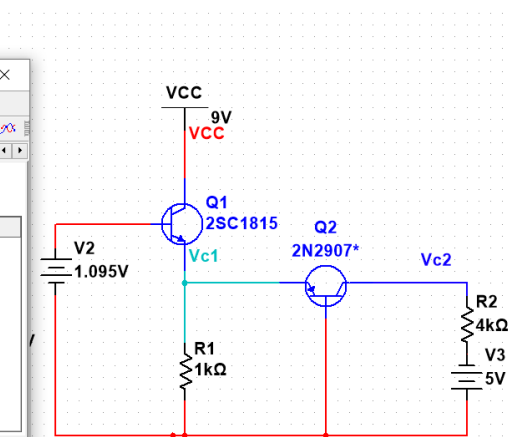 VCC
9V
VCC
Q1
2SC1815
Q2
2N2907*
V2
1.095V
Vc1
Vc2
R2
4kΩ
V3
5V
R1
1kΩ